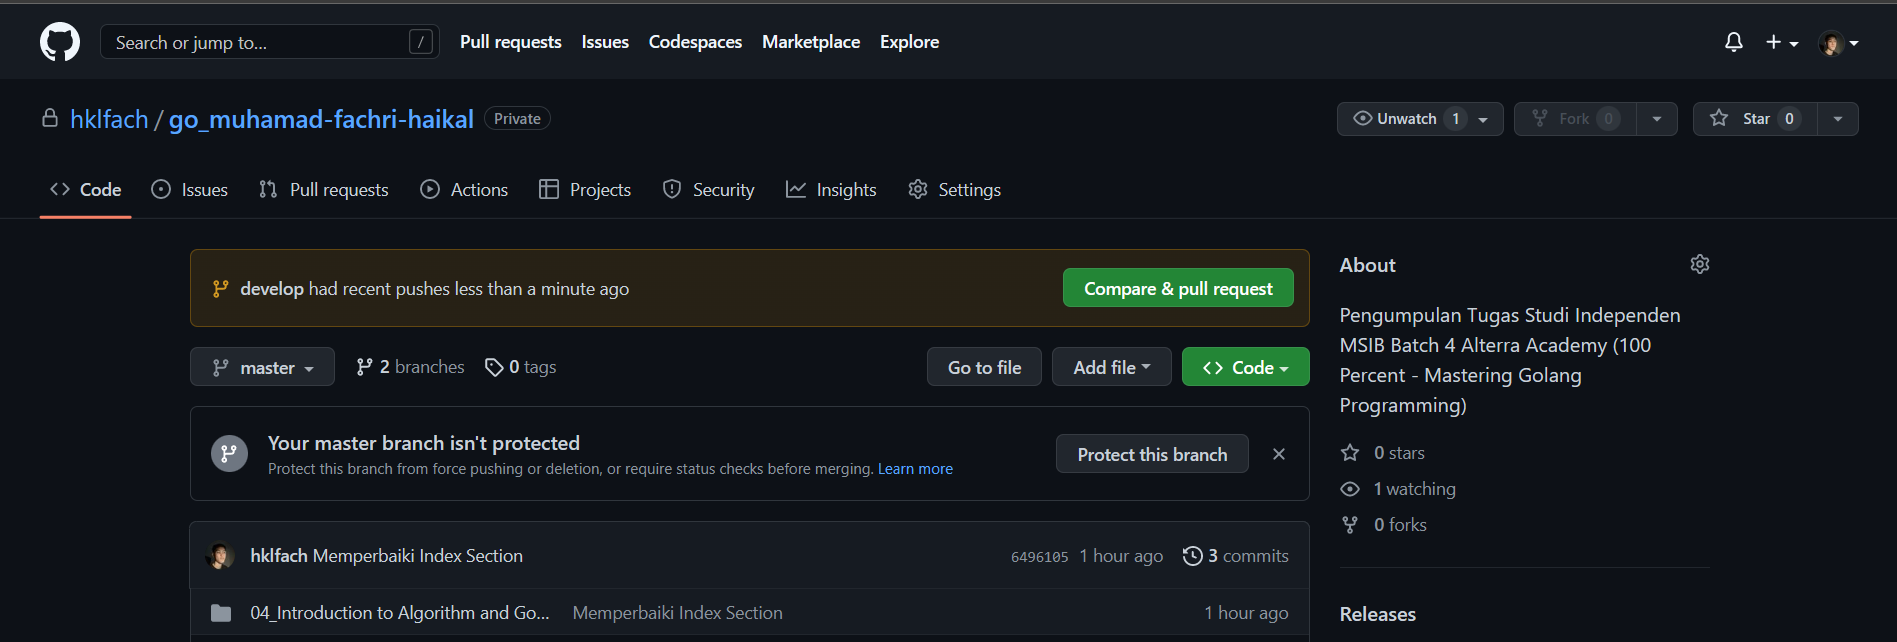 Search or jump to... /
Pull requests Issues Codespaces Marketplace Explore
hklfach / go_muhamad-fachri-haikal Private
Unwatch 1 Fork 0 Star 0
Code Issues Pull requests Actions Projects Security Insights Settings
develop had recent pushes less than a minute ago
Compare & pull request
master 2 branches 0 tags
Go to file Add file Code
Your master branch isn't protected
Protect this branch from force pushing or deletion, or require status checks before merging. Learn more
Protect this branch
hklfach Memperbaiki Index Section 6496105 1 hour ago 3 commits
04_Introduction to Algorithm and Go... Memperbaiki Index Section 1 hour ago
About
Pengumpulan Tugas Studi Independen
MSIB Batch 4 Alterra Academy (100
Percent - Mastering Golang
Programming)
0 stars
1 watching
0 forks
Releases